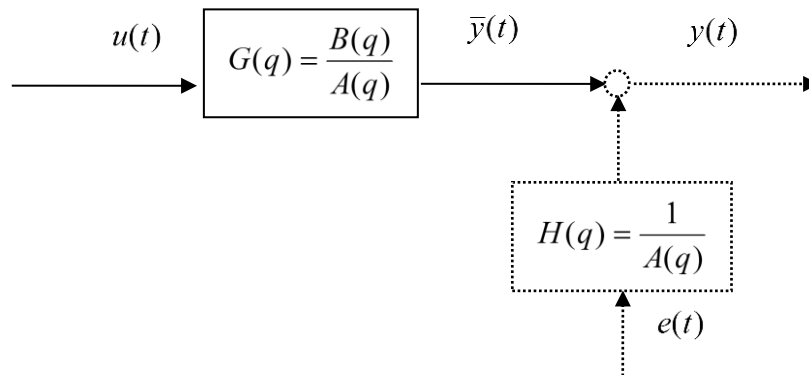 u(t)
G(q) = B(q)/A(q)
y̅(t)
y(t)
H(q) = 1/A(q)
e(t)